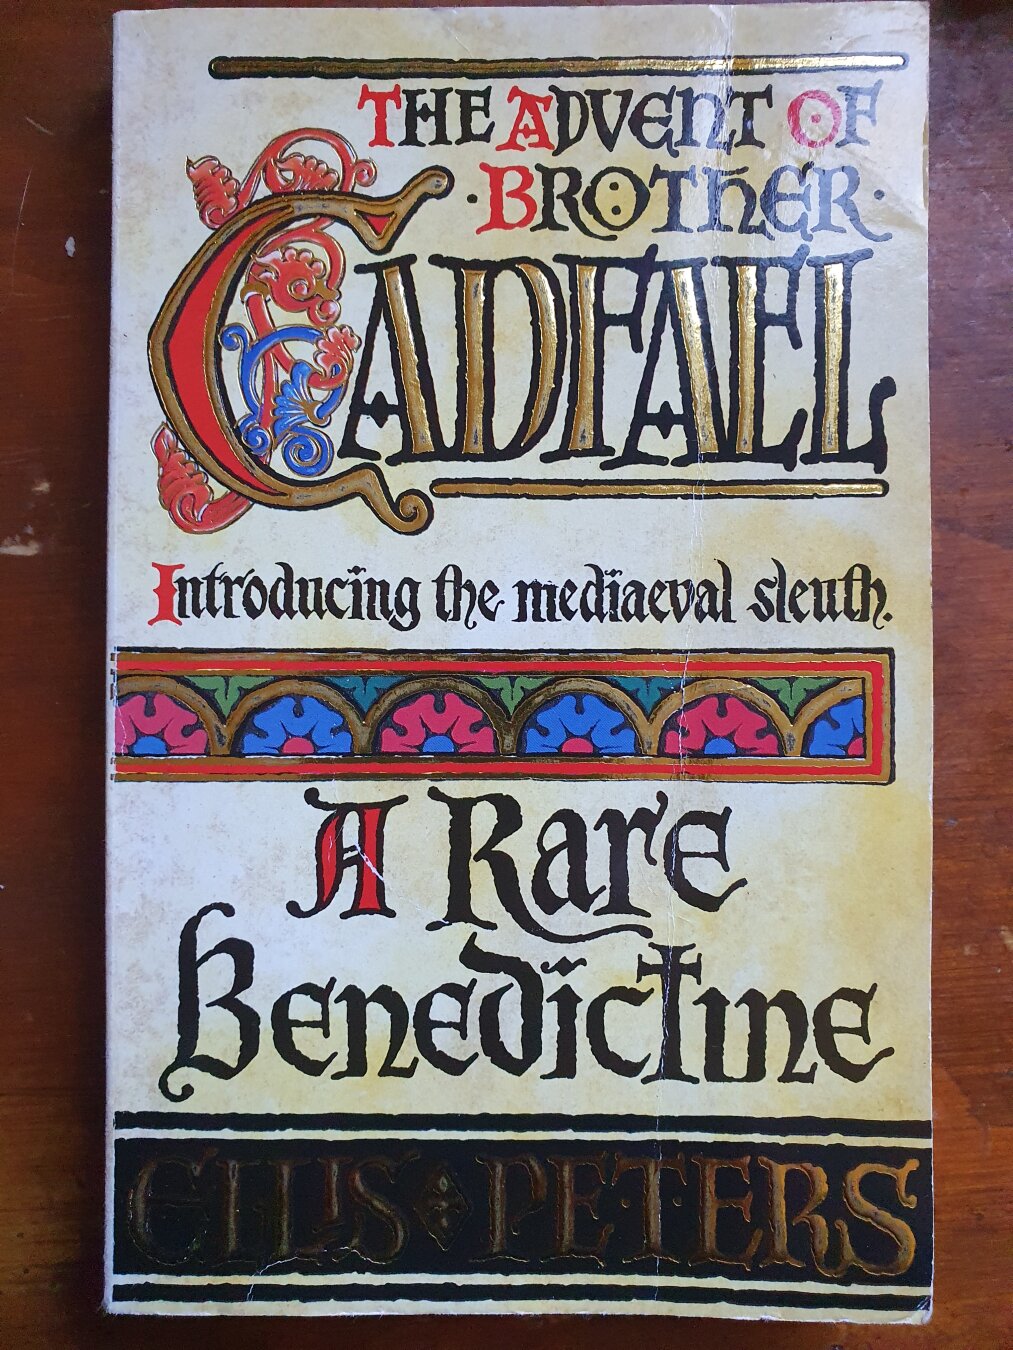 THE ADVENT OF
·BROTHER·
CADFAEL
Introducing the mediaeval sleuth.
A Rare
Benedictine
ELLIS PETERS